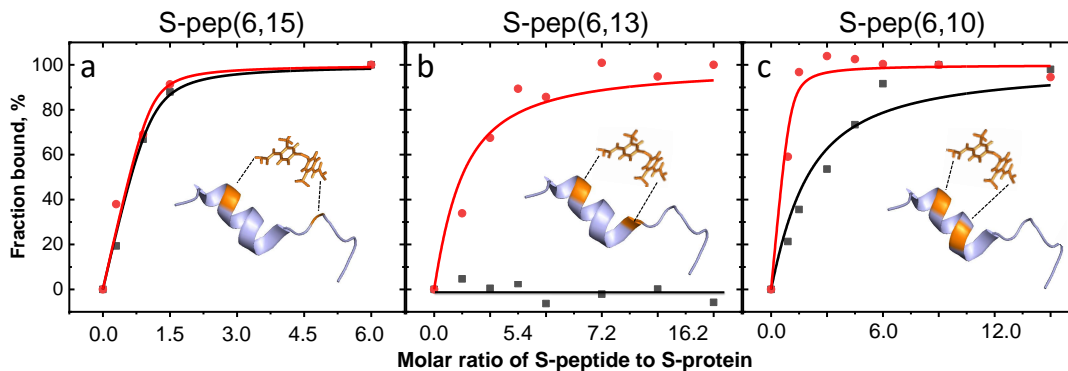 S-pep(6,15) S-pep(6,13) S-pep(6,10)
a b c
Fraction bound, %
100
80
60
40
20
0
0.0 1.5 3.0 4.5 6.0 0.0 5.4 7.2 16.2 0.0 6.0 12.0
Molar ratio of S-peptide to S-protein